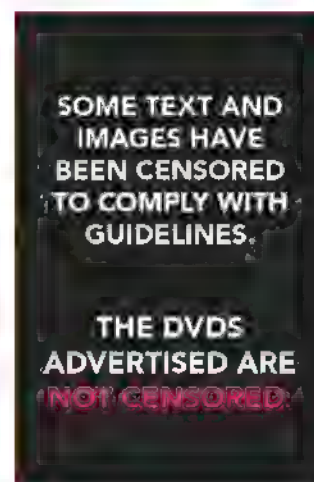 SOME TEXT AND
IMAGES HAVE
BEEN CENSORED
TO COMPLY WITH
GUIDELINES.
THE DVDS
ADVERTISED ARE
NOT CENSORED.